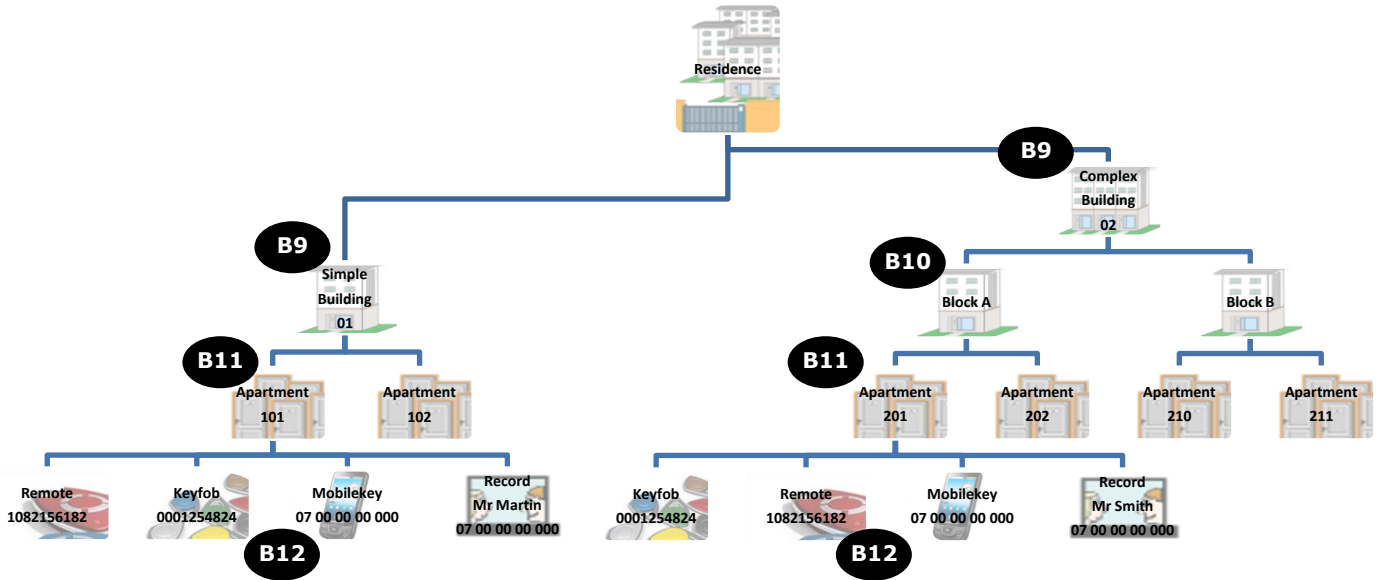 Residence
B9
Complex
Building
02
B9
Simple
Building
01
B10
Block A
Block B
B11
Apartment
101
Apartment
102
B11
Apartment
201
Apartment
202
Apartment
210
Apartment
211
Remote
1082156182
Keyfob
0001254824
Mobilekey
07 00 00 00 000
Record
Mr Martin
07 00 00 00 000
Keyfob
0001254824
Remote
1082156182
Mobilekey
07 00 00 00 000
Record
Mr Smith
07 00 00 00 000
B12
B12